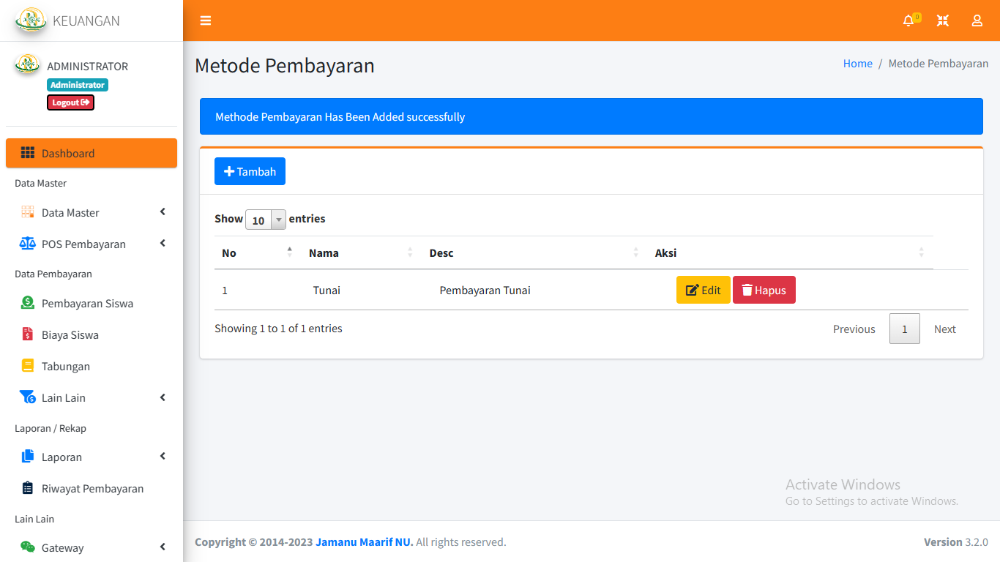 KEUANGAN
0
ADMINISTRATOR
Administrator
Logout
Dashboard
Data Master
Data Master
POS Pembayaran
Data Pembayaran
Pembayaran Siswa
Biaya Siswa
Tabungan
Lain Lain
Laporan / Rekap
Laporan
Riwayat Pembayaran
Lain Lain
Gateway
Metode Pembayaran
Home / Metode Pembayaran
Methode Pembayaran Has Been Added successfully
Tambah
Show 10 entries
No Nama Desc Aksi
1 Tunai Pembayaran Tunai Edit Hapus
Showing 1 to 1 of 1 entries
Previous 1 Next
Activate Windows
Go to Settings to activate Windows.
Copyright © 2014-2023 Jamanu Maarif NU. All rights reserved.
Version 3.2.0